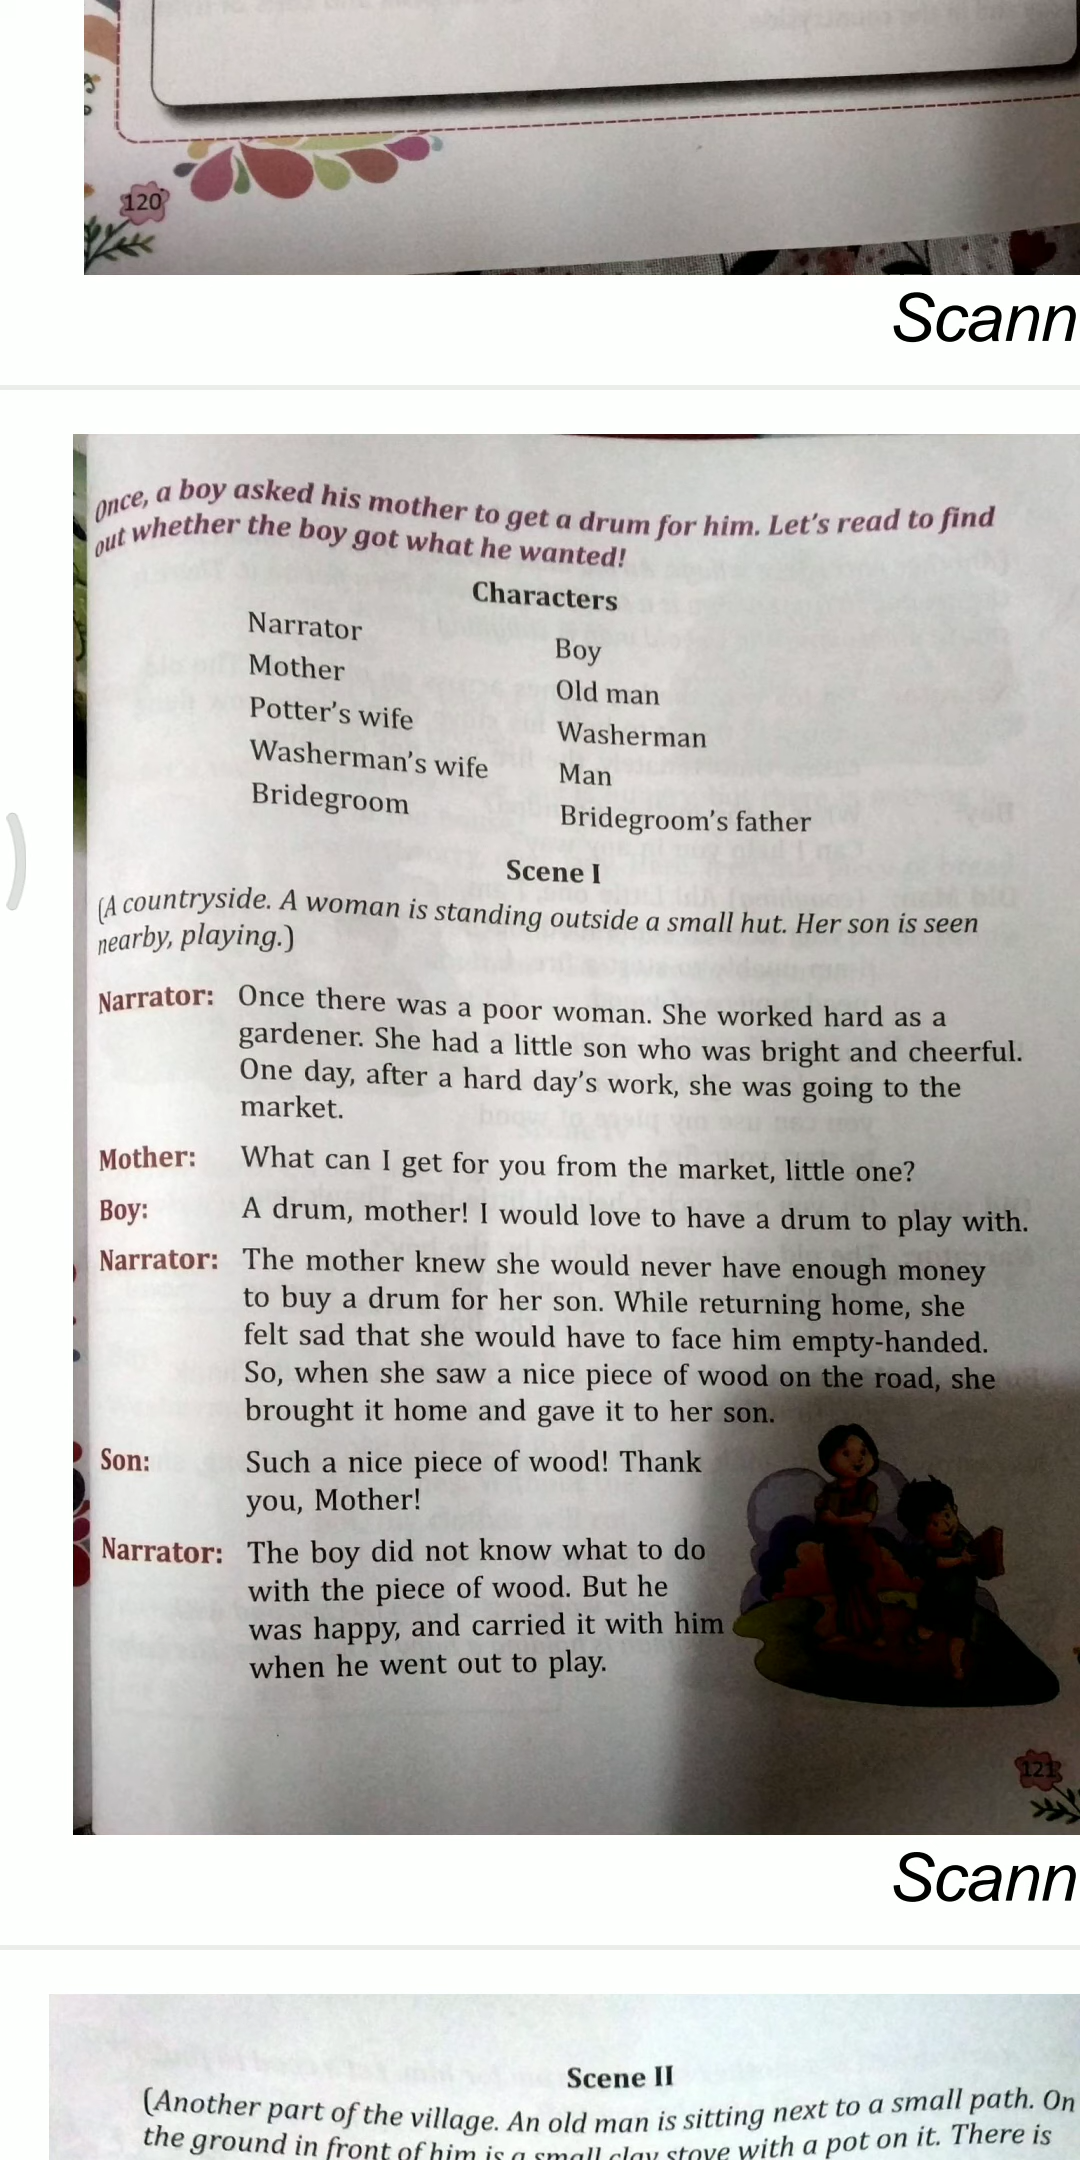 120
Scann
Once, a boy asked his mother to get a drum for him. Let's read to find
out whether the boy got what he wanted!
Characters
Narrator
Boy
Mother
Old man
Potter's wife
Washerman
Washerman's wife
Man
Bridegroom
Bridegroom's father
Scene I
(A countryside. A woman is standing outside a small hut. Her son is seen
nearby, playing.)
Narrator: Once there was a poor woman. She worked hard as a
gardener. She had a little son who was bright and cheerful.
One day, after a hard day's work, she was going to the
market.
Mother: What can I get for you from the market, little one?
Boy: A drum, mother! I would love to have a drum to play with.
Narrator: The mother knew she would never have enough money
to buy a drum for her son. While returning home, she
felt sad that she would have to face him empty-handed.
So, when she saw a nice piece of wood on the road, she
brought it home and gave it to her son.
Son: Such a nice piece of wood! Thank
you, Mother!
Narrator: The boy did not know what to do
with the piece of wood. But he
was happy, and carried it with him
when he went out to play.
121
Scann
Scene II
(Another part of the village. An old man is sitting next to a small path. On
the ground in front of him is a small clay stove with a pot on it. There is